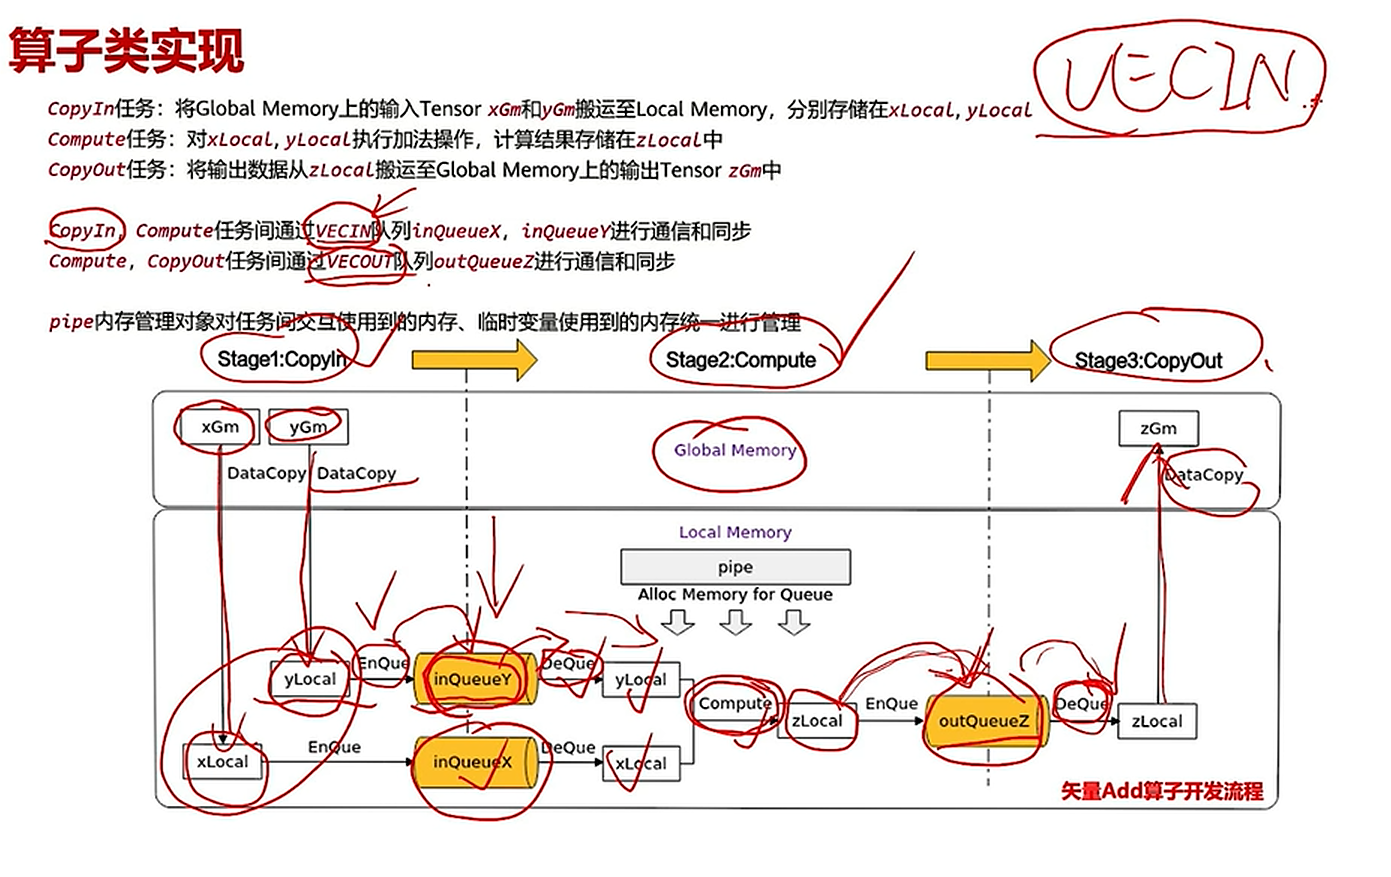 算子类实现
VECIN
CopyIn任务：将Global Memory上的输入Tensor xGm和yGm搬运至Local Memory，分别存储在xLocal, yLocal
Compute任务：对xLocal, yLocal执行加法操作，计算结果存储在zLocal中
CopyOut任务：将输出数据从zLocal搬运至Global Memory上的输出Tensor zGm中
CopyIn，Compute任务间通过VECIN队列inQueueX，inQueueY进行通信和同步
Compute，CopyOut任务间通过VECOUT队列outQueueZ进行通信和同步
pipe内存管理对象对任务间交互使用到的内存、临时变量使用到的内存统一进行管理
Stage1:CopyIn
Stage2:Compute
Stage3:CopyOut
xGm
yGm
zGm
Global Memory
DataCopy
DataCopy
DataCopy
Local Memory
pipe
Alloc Memory for Queue
yLocal
EnQue
inQueueY
DeQue
yLocal
Compute
zLocal
EnQue
outQueueZ
DeQue
zLocal
xLocal
EnQue
inQueueX
DeQue
xLocal
矢量Add算子开发流程